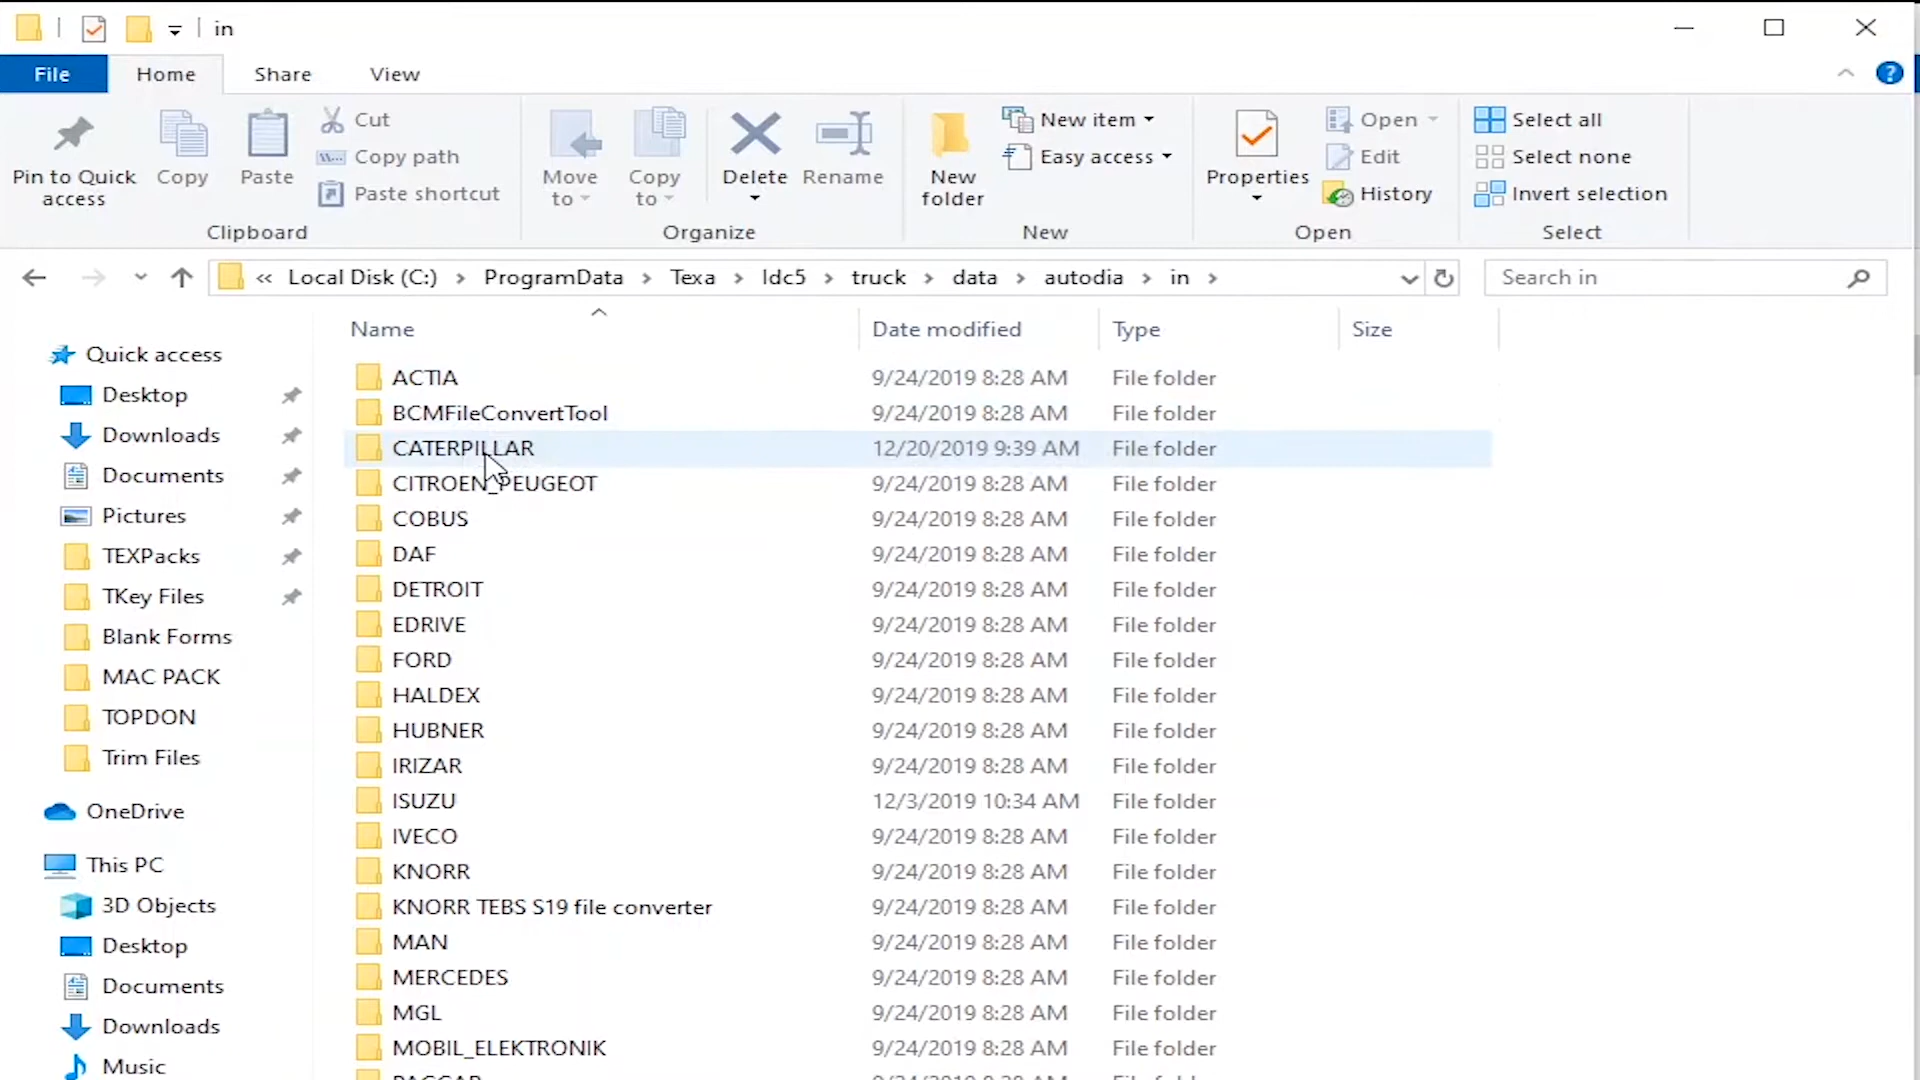 in
File Home Share View
Pin to Quick access
Copy
Paste
Cut
Copy path
Paste shortcut
Clipboard
Move to
Copy to
Delete
Rename
Organize
New folder
New item
Easy access
New
Properties
Open
Edit
History
Open
Select all
Select none
Invert selection
Select
« Local Disk (C:) › ProgramData › Texa › Idc5 › truck › data › autodia › in ›
Search in
Quick access
Desktop
Downloads
Documents
Pictures
TEXPacks
TKey Files
Blank Forms
MAC PACK
TOPDON
Trim Files
OneDrive
This PC
3D Objects
Desktop
Documents
Downloads
Music
Name Date modified Type Size
ACTIA 9/24/2019 8:28 AM File folder
BCMFileConvertTool 9/24/2019 8:28 AM File folder
CATERPILLAR 12/20/2019 9:39 AM File folder
CITROEN_PEUGEOT 9/24/2019 8:28 AM File folder
COBUS 9/24/2019 8:28 AM File folder
DAF 9/24/2019 8:28 AM File folder
DETROIT 9/24/2019 8:28 AM File folder
EDRIVE 9/24/2019 8:28 AM File folder
FORD 9/24/2019 8:28 AM File folder
HALDEX 9/24/2019 8:28 AM File folder
HUBNER 9/24/2019 8:28 AM File folder
IRIZAR 9/24/2019 8:28 AM File folder
ISUZU 12/3/2019 10:34 AM File folder
IVECO 9/24/2019 8:28 AM File folder
KNORR 9/24/2019 8:28 AM File folder
KNORR TEBS S19 file converter 9/24/2019 8:28 AM File folder
MAN 9/24/2019 8:28 AM File folder
MERCEDES 9/24/2019 8:28 AM File folder
MGL 9/24/2019 8:28 AM File folder
MOBIL_ELEKTRONIK 9/24/2019 8:28 AM File folder